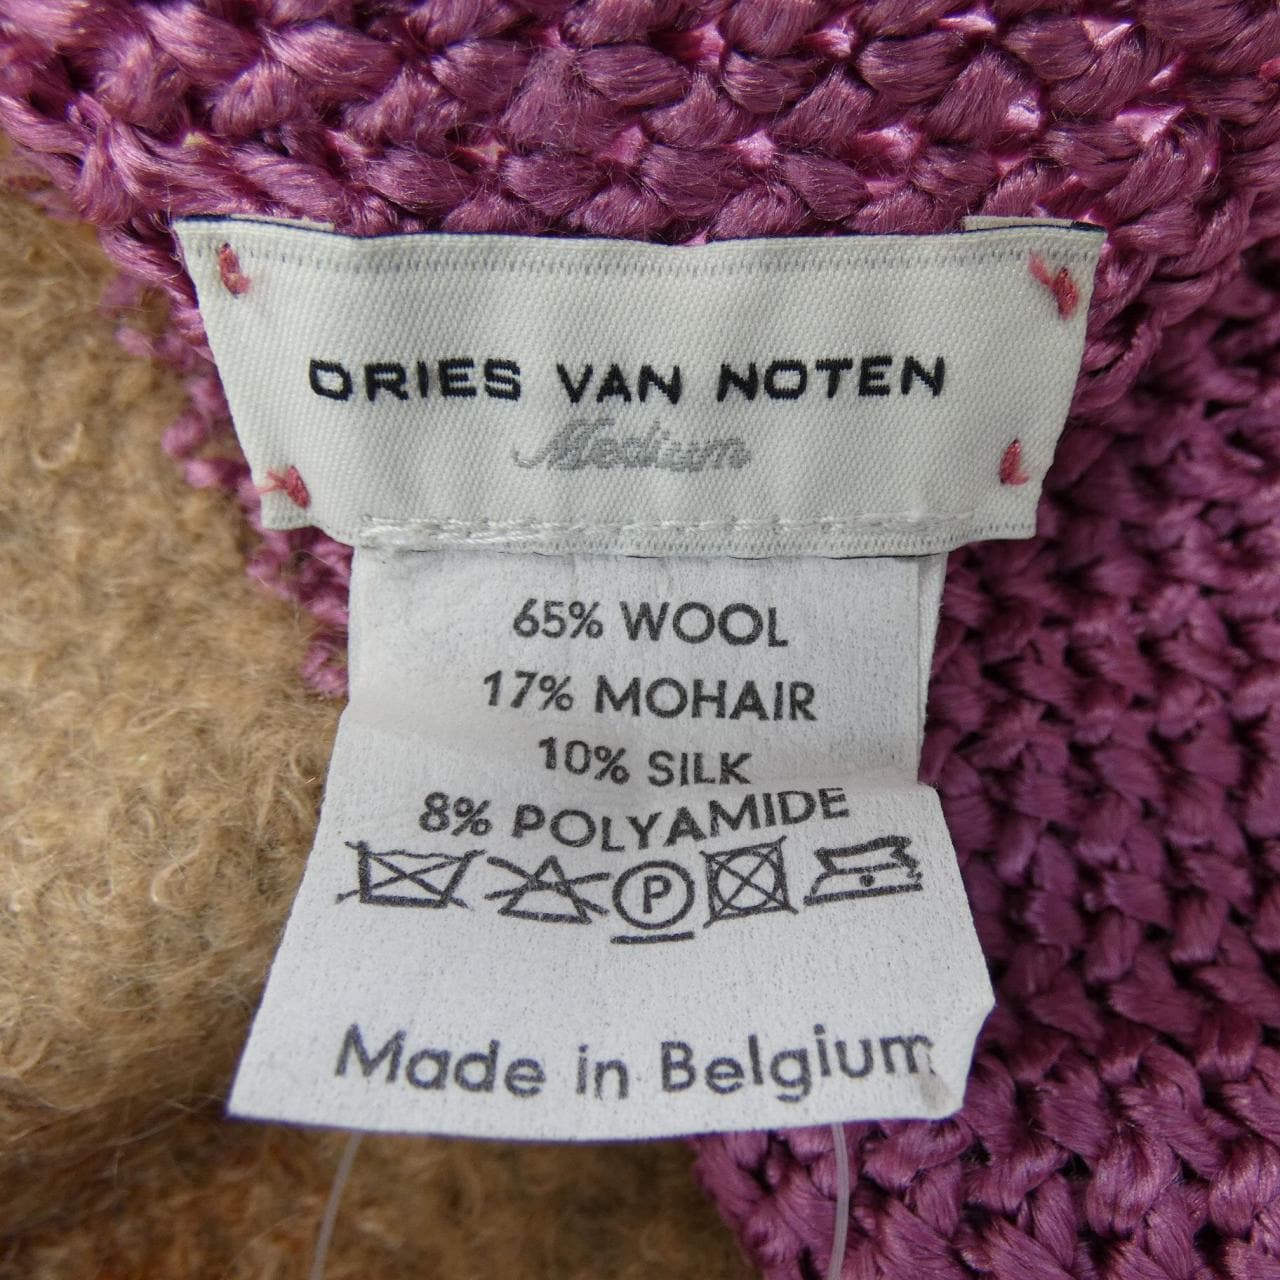 DRIES VAN NOTEN
Medium
65% WOOL
17% MOHAIR
10% SILK
8% POLYAMIDE
P
Made in Belgium